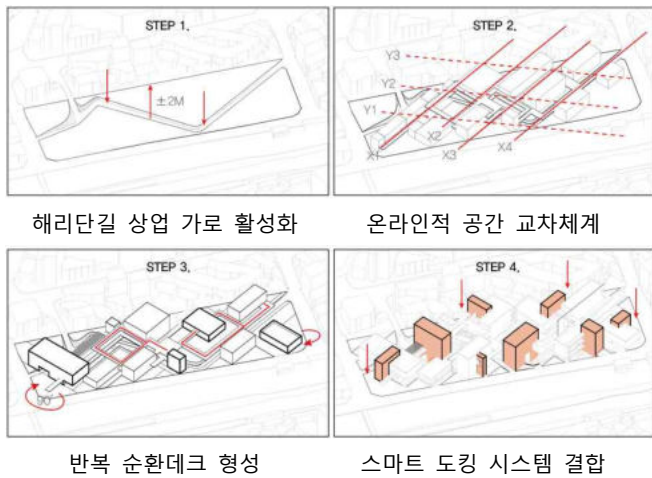 STEP 1.
±2M
해리단길 상업 가로 활성화
STEP 2.
Y3
Y2
Y1
X1
X2
X3
X4
온라인적 공간 교차체계
STEP 3.
90°
반복 순환데크 형성
STEP 4.
스마트 도킹 시스템 결합